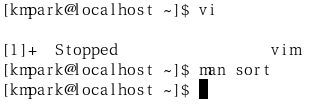 [kmpark@localhost ~]$ vi
[1]+  Stopped                 vim
[kmpark@localhost ~]$ man sort
[kmpark@localhost ~]$